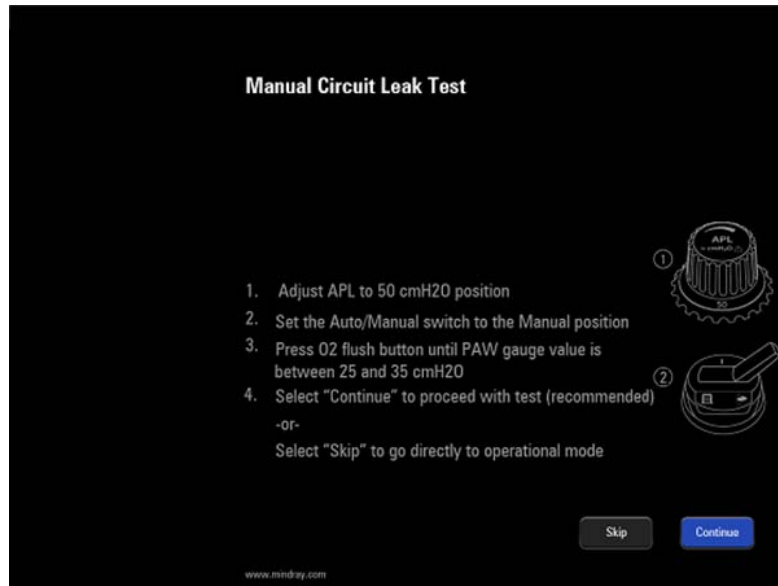 Manual Circuit Leak Test
APL
50
1
1. Adjust APL to 50 cmH2O position
2. Set the Auto/Manual switch to the Manual position
3. Press O2 flush button until PAW gauge value is
between 25 and 35 cmH2O
2
4. Select "Continue" to proceed with test (recommended)
-or-
Select "Skip" to go directly to operational mode
Skip
Continue
www.mindray.com